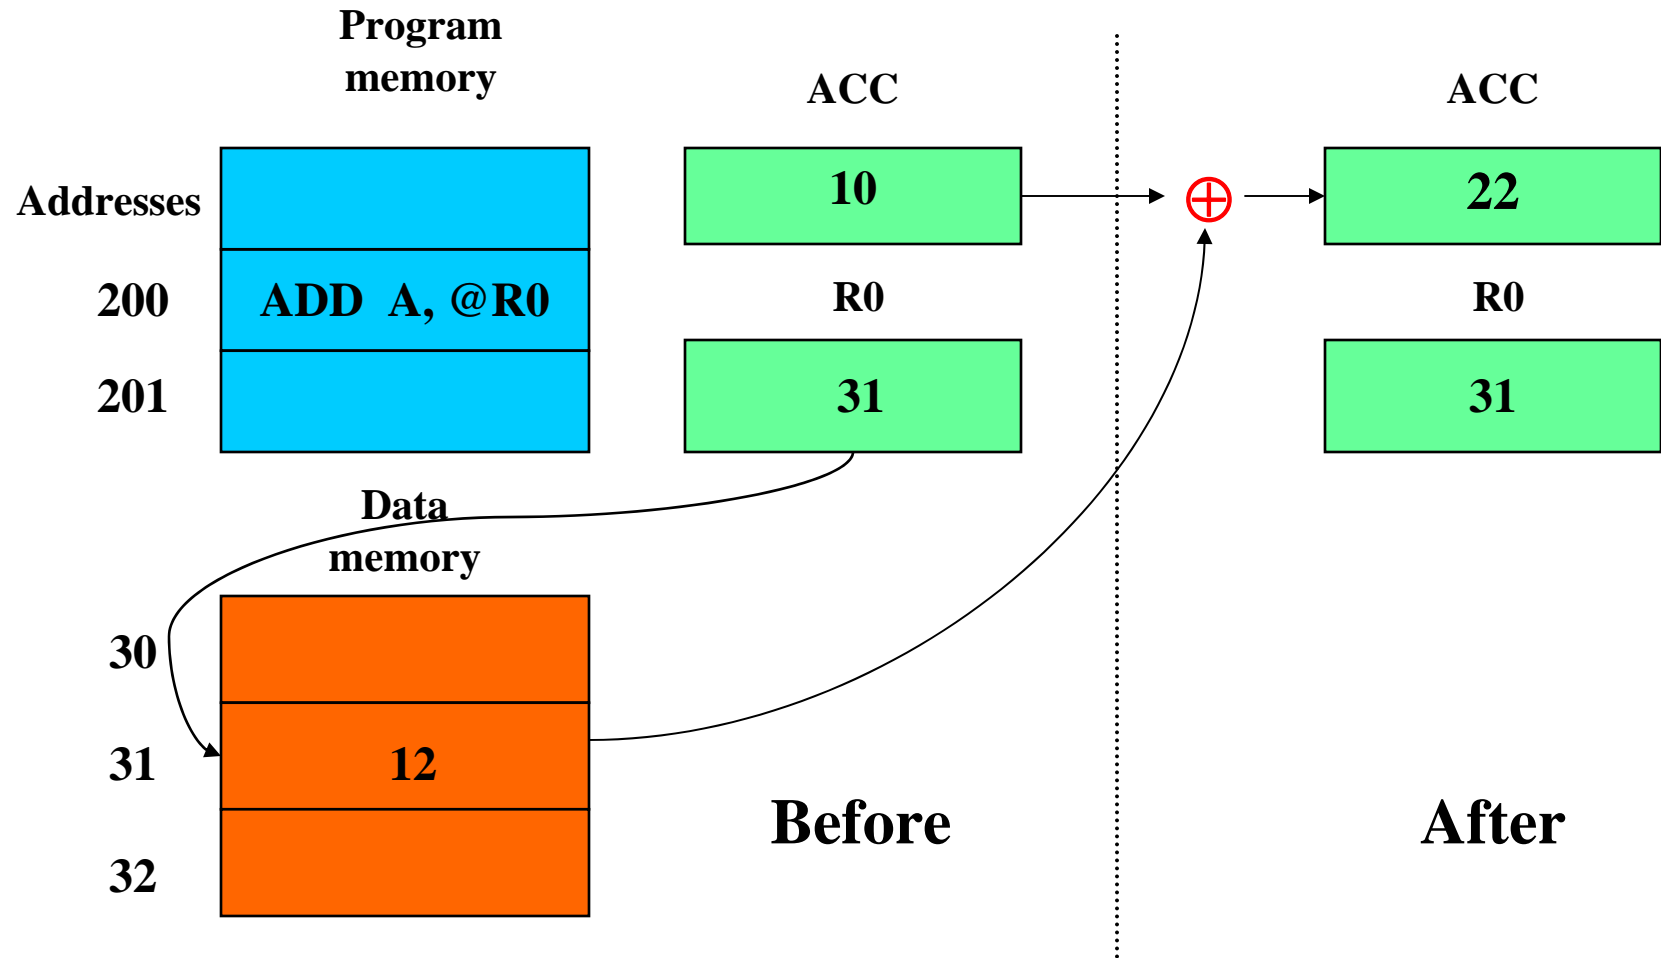 Program
memory
ACC
ACC
Addresses
10
22
200
ADD A, @R0
R0
R0
201
31
31
Data
memory
30
31
12
Before
After
32